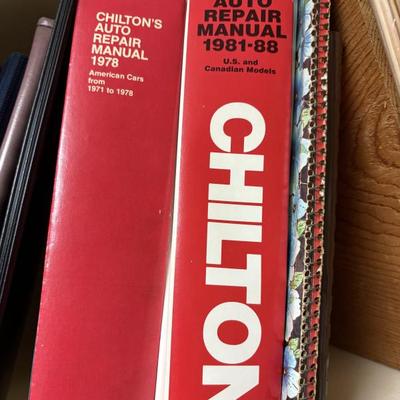 CHILTON'S
AUTO
REPAIR
MANUAL
1978
American Cars
from
1971 to 1978
AUTO
REPAIR
MANUAL
1981-88
U.S. and
Canadian Models
CHILTON